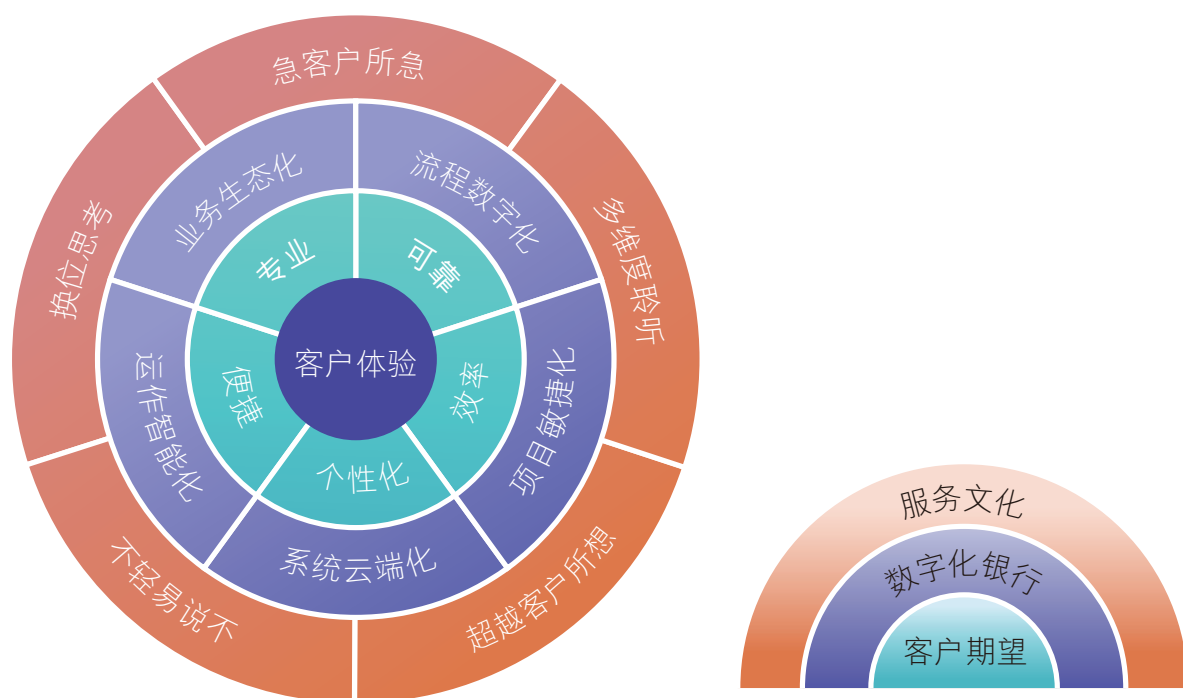 急客户所急
多维度聆听
超越客户所想
不轻易说不
换位思考
业务生态化
流程数字化
项目敏捷化
系统云端化
运作智能化
专业
可靠
效率
个性化
便捷
客户体验
服务文化
数字化银行
客户期望